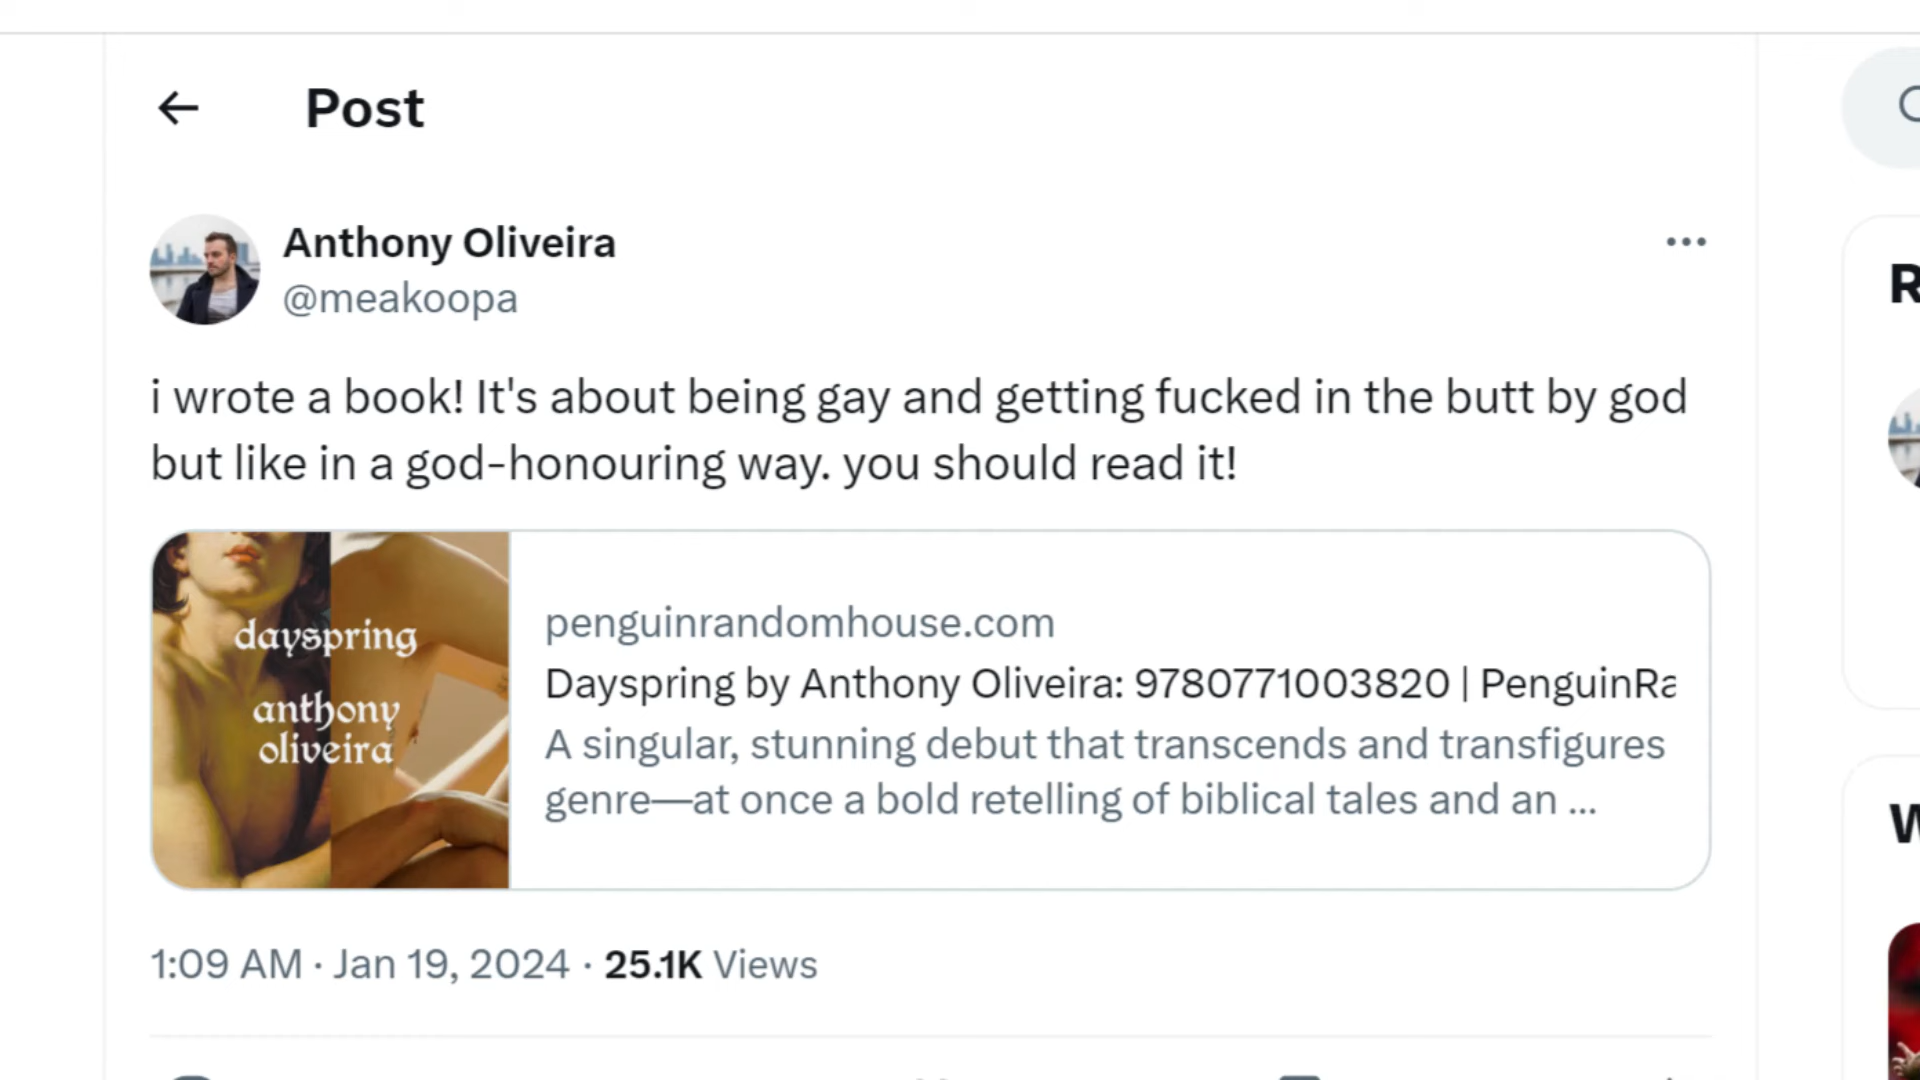 Post
Anthony Oliveira
@meakoopa
i wrote a book! It's about being gay and getting fucked in the butt by god
but like in a god-honouring way. you should read it!
dayspring
anthony
oliveira
penguinrandomhouse.com
Dayspring by Anthony Oliveira: 9780771003820 | PenguinRa
A singular, stunning debut that transcends and transfigures
genre—at once a bold retelling of biblical tales and an ...
1:09 AM · Jan 19, 2024 · 25.1K Views